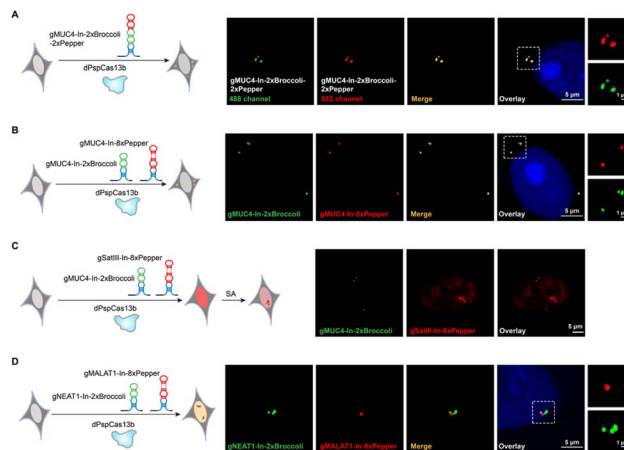 A
gMUC4-In-2xBroccoli
-2xPepper
dPspCas13b
gMUC4-In-2xBroccoli-
2xPepper
488 channel
gMUC4-In-2xBroccoli-
2xPepper
552 channel
Merge
Overlay
5 µm
B
gMUC4-In-8xPepper
gMUC4-In-2xBroccoli
dPspCas13b
gMUC4-In-2xBroccoli
gMUC4-In-8xPepper
Merge
Overlay
5 µm
C
gSatIII-In-8xPepper
gMUC4-In-2xBroccoli
dPspCas13b
SA
gMUC4-In-2xBroccoli
gSatIII-In-8xPepper
Overlay
5 µm
D
gMALAT1-In-8xPepper
gNEAT1-In-2xBroccoli
dPspCas13b
gNEAT1-In-2xBroccoli
gMALAT1-In-8xPepper
Merge
Overlay
5 µm